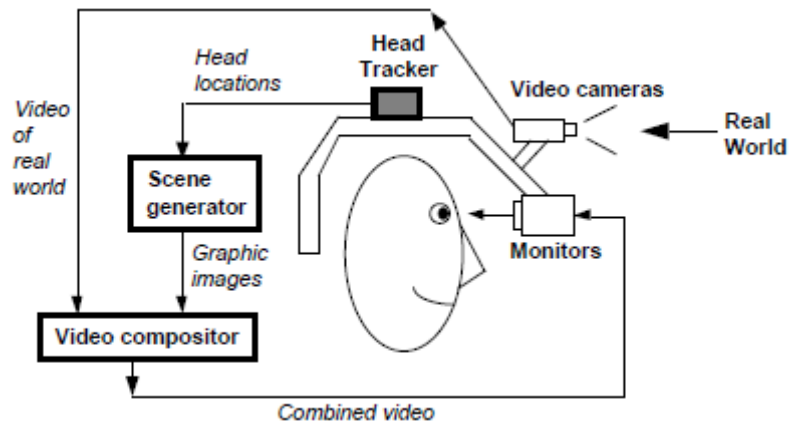 Head
Tracker
Head
locations
Video cameras
Video
of
real
world
Real
World
Scene
generator
Monitors
Graphic
images
Video compositor
Combined video